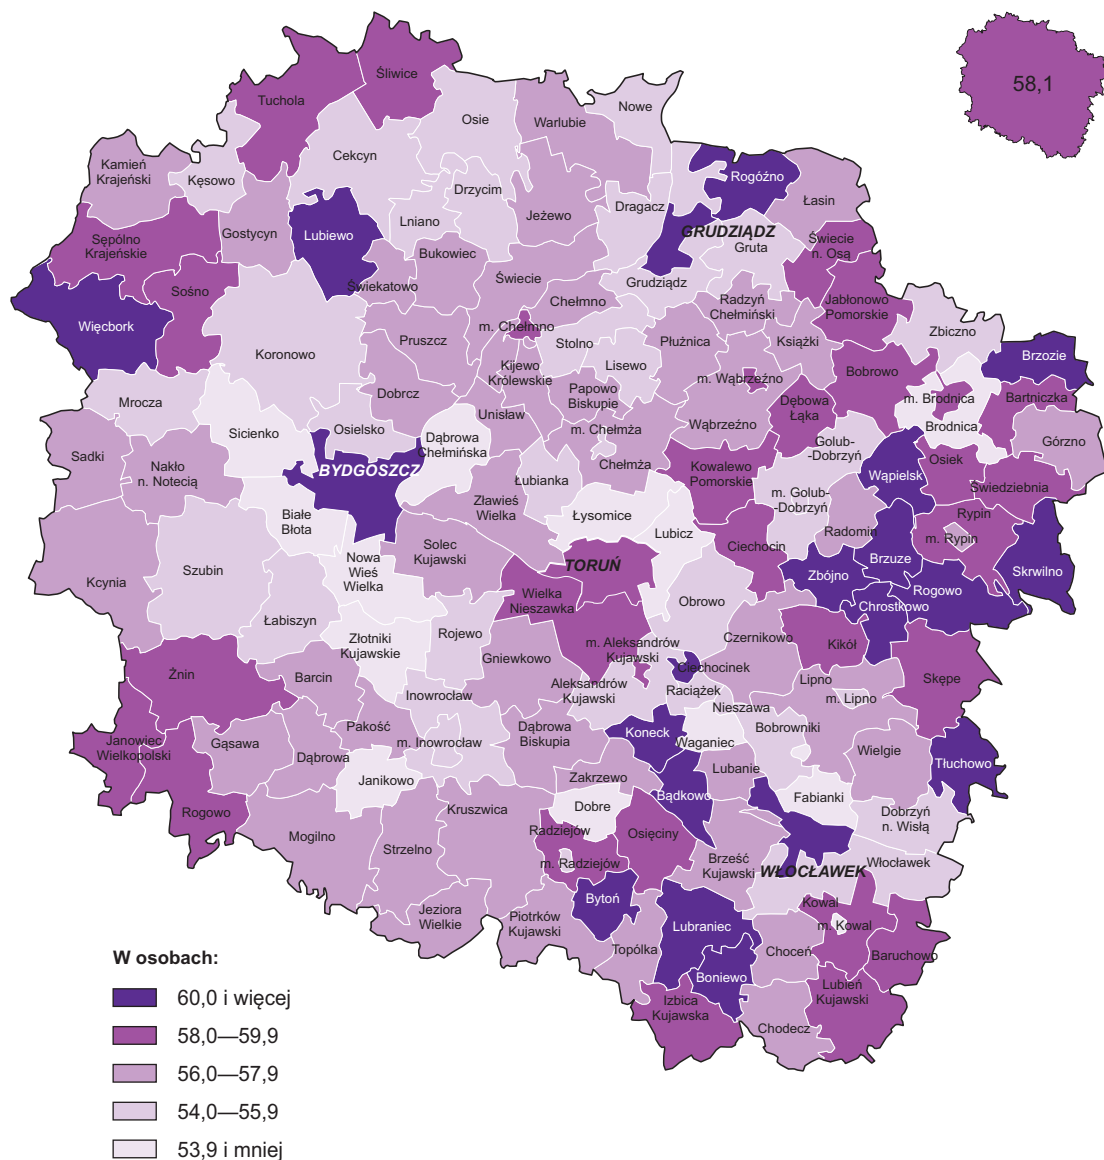 Śliwice
Tuchola
58,1
Nowe
Osie
Warlubie
Cekcyn
Kamień
Krajeński
Kęsowo
Rogóźno
Drzycim
Łasin
Dragacz
Jeżewo
Lniano
Gostycyn
Lubiewo
GRUDZIĄDZ
Sępólno
Krajeńskie
Świecie
n. Osą
Gruta
Bukowiec
Świecie
Grudziądz
Świekatowo
Sośno
Chełmno
Radzyń
Chełmiński
Jabłonowo
Pomorskie
Więcbork
m. Chełmno
Zbiczno
Pruszcz
Stolno
Płużnica
Książki
Koronowo
Brzozie
Kijewo
Królewskie
Lisewo
Bobrowo
m. Wąbrzeźno
Dobrcz
Papowo
Biskupie
Dębowa
Łąka
m. Brodnica
Bartniczka
Mrocza
Unisław
Sicienko
Osielsko
m. Chełmża
Wąbrzeźno
Brodnica
Dąbrowa
Chełmińska
Golub-
-Dobrzyń
Górzno
Sadki
BYDGOSZCZ
Chełmża
Kowalewo
Pomorskie
Osiek
Nakło
n. Notecią
Łubianka
Wąpielsk
Świedziebnia
m. Golub-
-Dobrzyń
Zławieś
Wielka
Białe
Błota
Łysomice
Rypin
Lubicz
Radomin
m. Rypin
Solec
Kujawski
Ciechocin
Nowa
Wieś
Wielka
TORUŃ
Brzuze
Szubin
Kcynia
Zbójno
Skrwilno
Wielka
Nieszawka
Rogowo
Obrowo
Chrostkowo
Łabiszyn
Złotniki
Kujawskie
Rojewo
Czernikowo
m. Aleksandrów
Kujawski
Kikół
Gniewkowo
Ciechocinek
Żnin
Barcin
Lipno
Skępe
Aleksandrów
Kujawski
Inowrocław
Raciążek
m. Lipno
Nieszawa
Pakość
Dąbrowa
Biskupia
Bobrowniki
Koneck
Janowiec
Wielkopolski
Gąsawa
m. Inowrocław
Waganiec
Dąbrowa
Wielgie
Tłuchowo
Lubanie
Janikowo
Zakrzewo
Bądkowo
Fabianki
Dobre
Rogowo
Kruszwica
Dobrzyń
n. Wisłą
Radziejów
Osięciny
Mogilno
Strzelno
Brześć
Kujawski
m. Radziejów
Włocławek
WŁOCŁAWEK
Bytoń
Kowal
Jeziora
Wielkie
Piotrków
Kujawski
Lubraniec
m. Kowal
Topólka
Choceń
Baruchowo
W osobach:
Boniewo
Lubień
Kujawski
60,0 i więcej
Izbica
Kujawska
Chodecz
58,0—59,9
56,0—57,9
54,0—55,9
53,9 i mniej